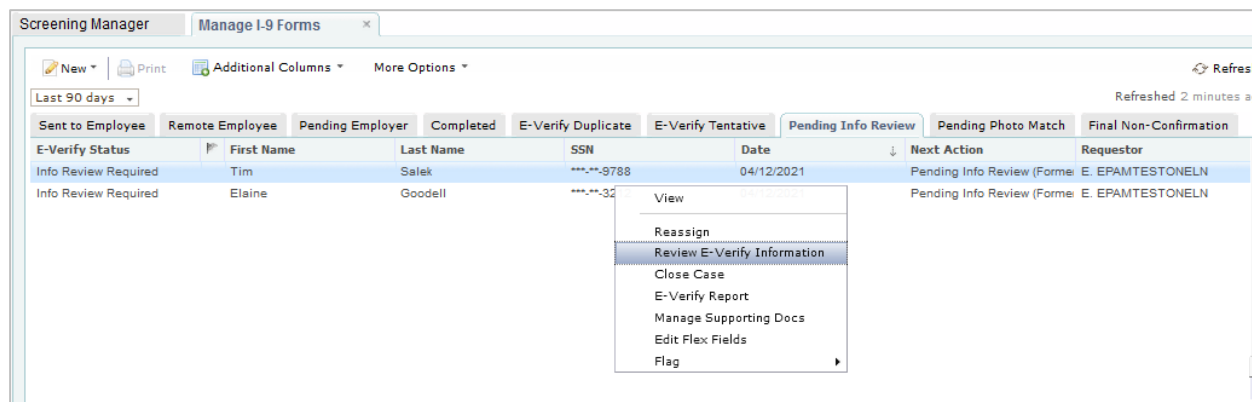 Screening Manager Manage I-9 Forms ×
New Print Additional Columns More Options Refres
Last 90 days Refreshed 2 minutes a
Sent to Employee Remote Employee Pending Employer Completed E-Verify Duplicate E-Verify Tentative Pending Info Review Pending Photo Match Final Non-Confirmation
E-Verify Status First Name Last Name SSN Date ↓ Next Action Requestor
Info Review Required Tim Salek ***-**-9788 04/12/2021 Pending Info Review (Forme E. EPAMTESTONELN
Info Review Required Elaine Goodell ***-**-32 04/12/2021 Pending Info Review (Forme E. EPAMTESTONELN
View
Reassign
Review E-Verify Information
Close Case
E-Verify Report
Manage Supporting Docs
Edit Flex Fields
Flag